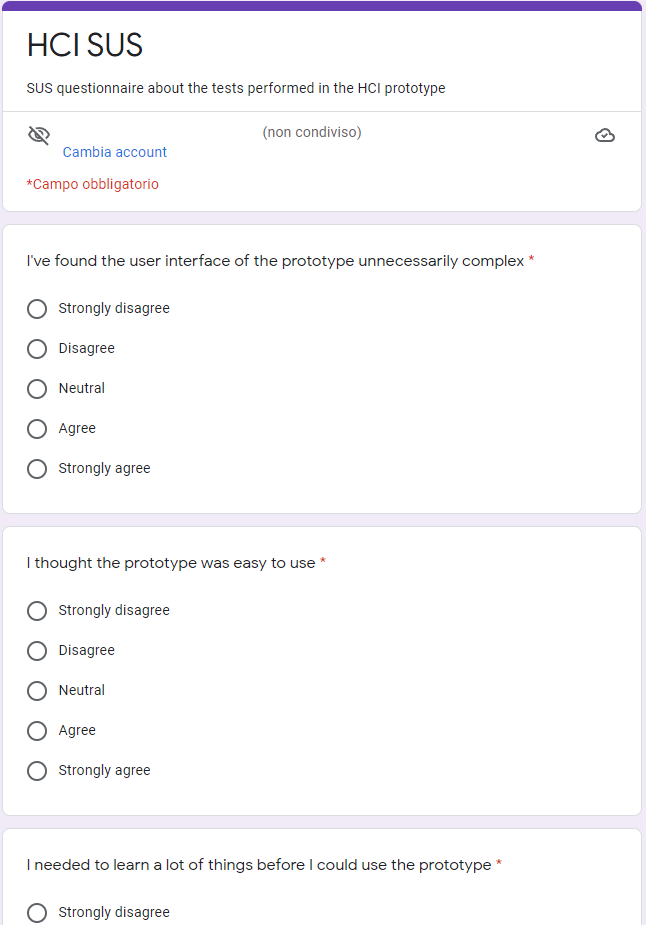 HCI SUS
SUS questionnaire about the tests performed in the HCI prototype
(non condiviso)
Cambia account
*Campo obbligatorio
I've found the user interface of the prototype unnecessarily complex *
Strongly disagree
Disagree
Neutral
Agree
Strongly agree
I thought the prototype was easy to use *
Strongly disagree
Disagree
Neutral
Agree
Strongly agree
I needed to learn a lot of things before I could use the prototype *
Strongly disagree